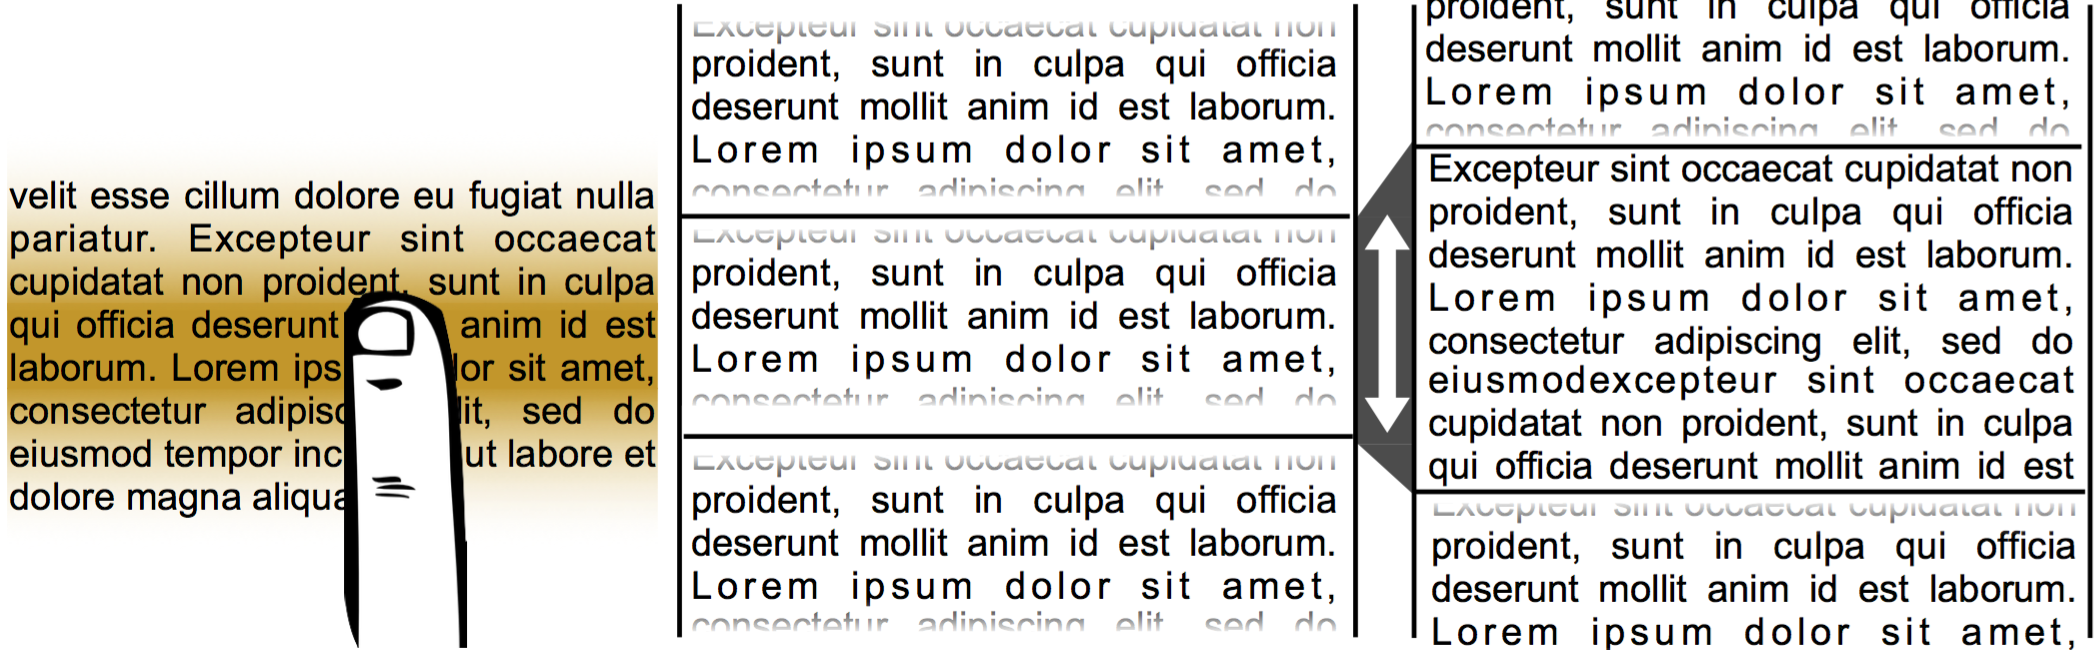 velit esse cillum dolore eu fugiat nulla
pariatur. Excepteur sint occaecat
cupidatat non proident, sunt in culpa
qui officia deserunt anim id est
laborum. Lorem ips lor sit amet,
consectetur adipisc lit, sed do
eiusmod tempor inc ut labore et
dolore magna aliqua
Excepteur sint occaecat cupidatat non
proident, sunt in culpa qui officia
deserunt mollit anim id est laborum.
Lorem ipsum dolor sit amet,
consectetur adipiscing elit, sed do
Excepteur sint occaecat cupidatat non
proident, sunt in culpa qui officia
deserunt mollit anim id est laborum.
Lorem ipsum dolor sit amet,
consectetur adipiscing elit, sed do
Excepteur sint occaecat cupidatat non
proident, sunt in culpa qui officia
deserunt mollit anim id est laborum.
Lorem ipsum dolor sit amet,
consectetur adipiscing elit, sed do
proident, sunt in culpa qui officia
deserunt mollit anim id est laborum.
Lorem ipsum dolor sit amet,
consectetur adipiscing elit, sed do
Excepteur sint occaecat cupidatat non
proident, sunt in culpa qui officia
deserunt mollit anim id est laborum.
Lorem ipsum dolor sit amet,
consectetur adipiscing elit, sed do
eiusmodexcepteur sint occaecat
cupidatat non proident, sunt in culpa
qui officia deserunt mollit anim id est
Excepteur sint occaecat cupidatat non
proident, sunt in culpa qui officia
deserunt mollit anim id est laborum.
Lorem ipsum dolor sit amet,